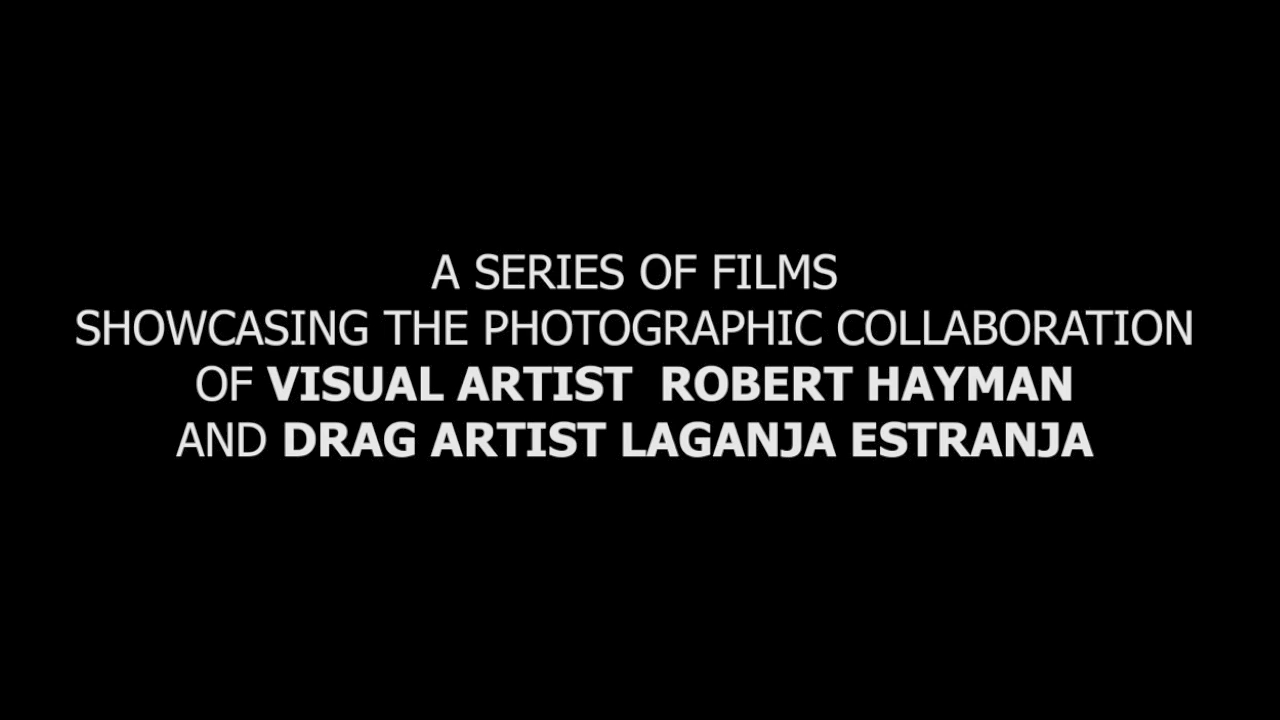 A SERIES OF FILMS
SHOWCASING THE PHOTOGRAPHIC COLLABORATION
OF VISUAL ARTIST  ROBERT HAYMAN
AND DRAG ARTIST LAGANJA ESTRANJA